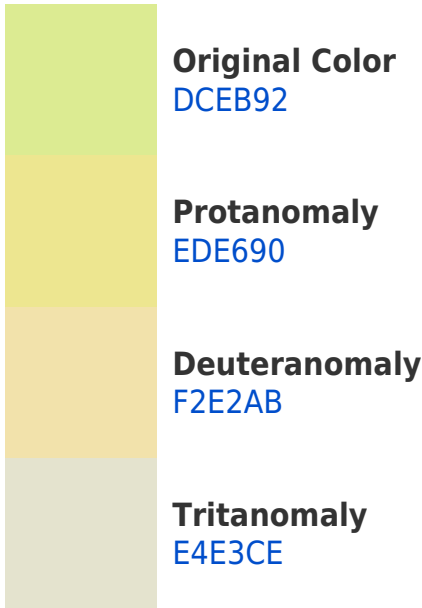 Original Color
DCEB92
Protanomaly
EDE690
Deuteranomaly
F2E2AB
Tritanomaly
E4E3CE